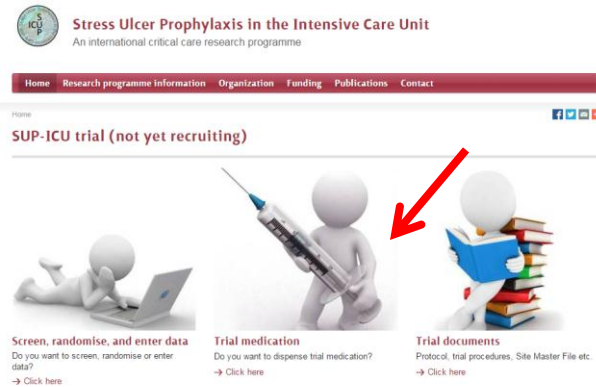 S
ICU
P
Stress Ulcer Prophylaxis in the Intensive Care Unit
An international critical care research programme
Home Research programme information Organization Funding Publications Contact
Home
SUP-ICU trial (not yet recruiting)
Screen, randomise, and enter data
Do you want to screen, randomise or enter
data?
→ Click here
Trial medication
Do you want to dispense trial medication?
→ Click here
Trial documents
Protocol, trial procedures, Site Master File etc.
→ Click here